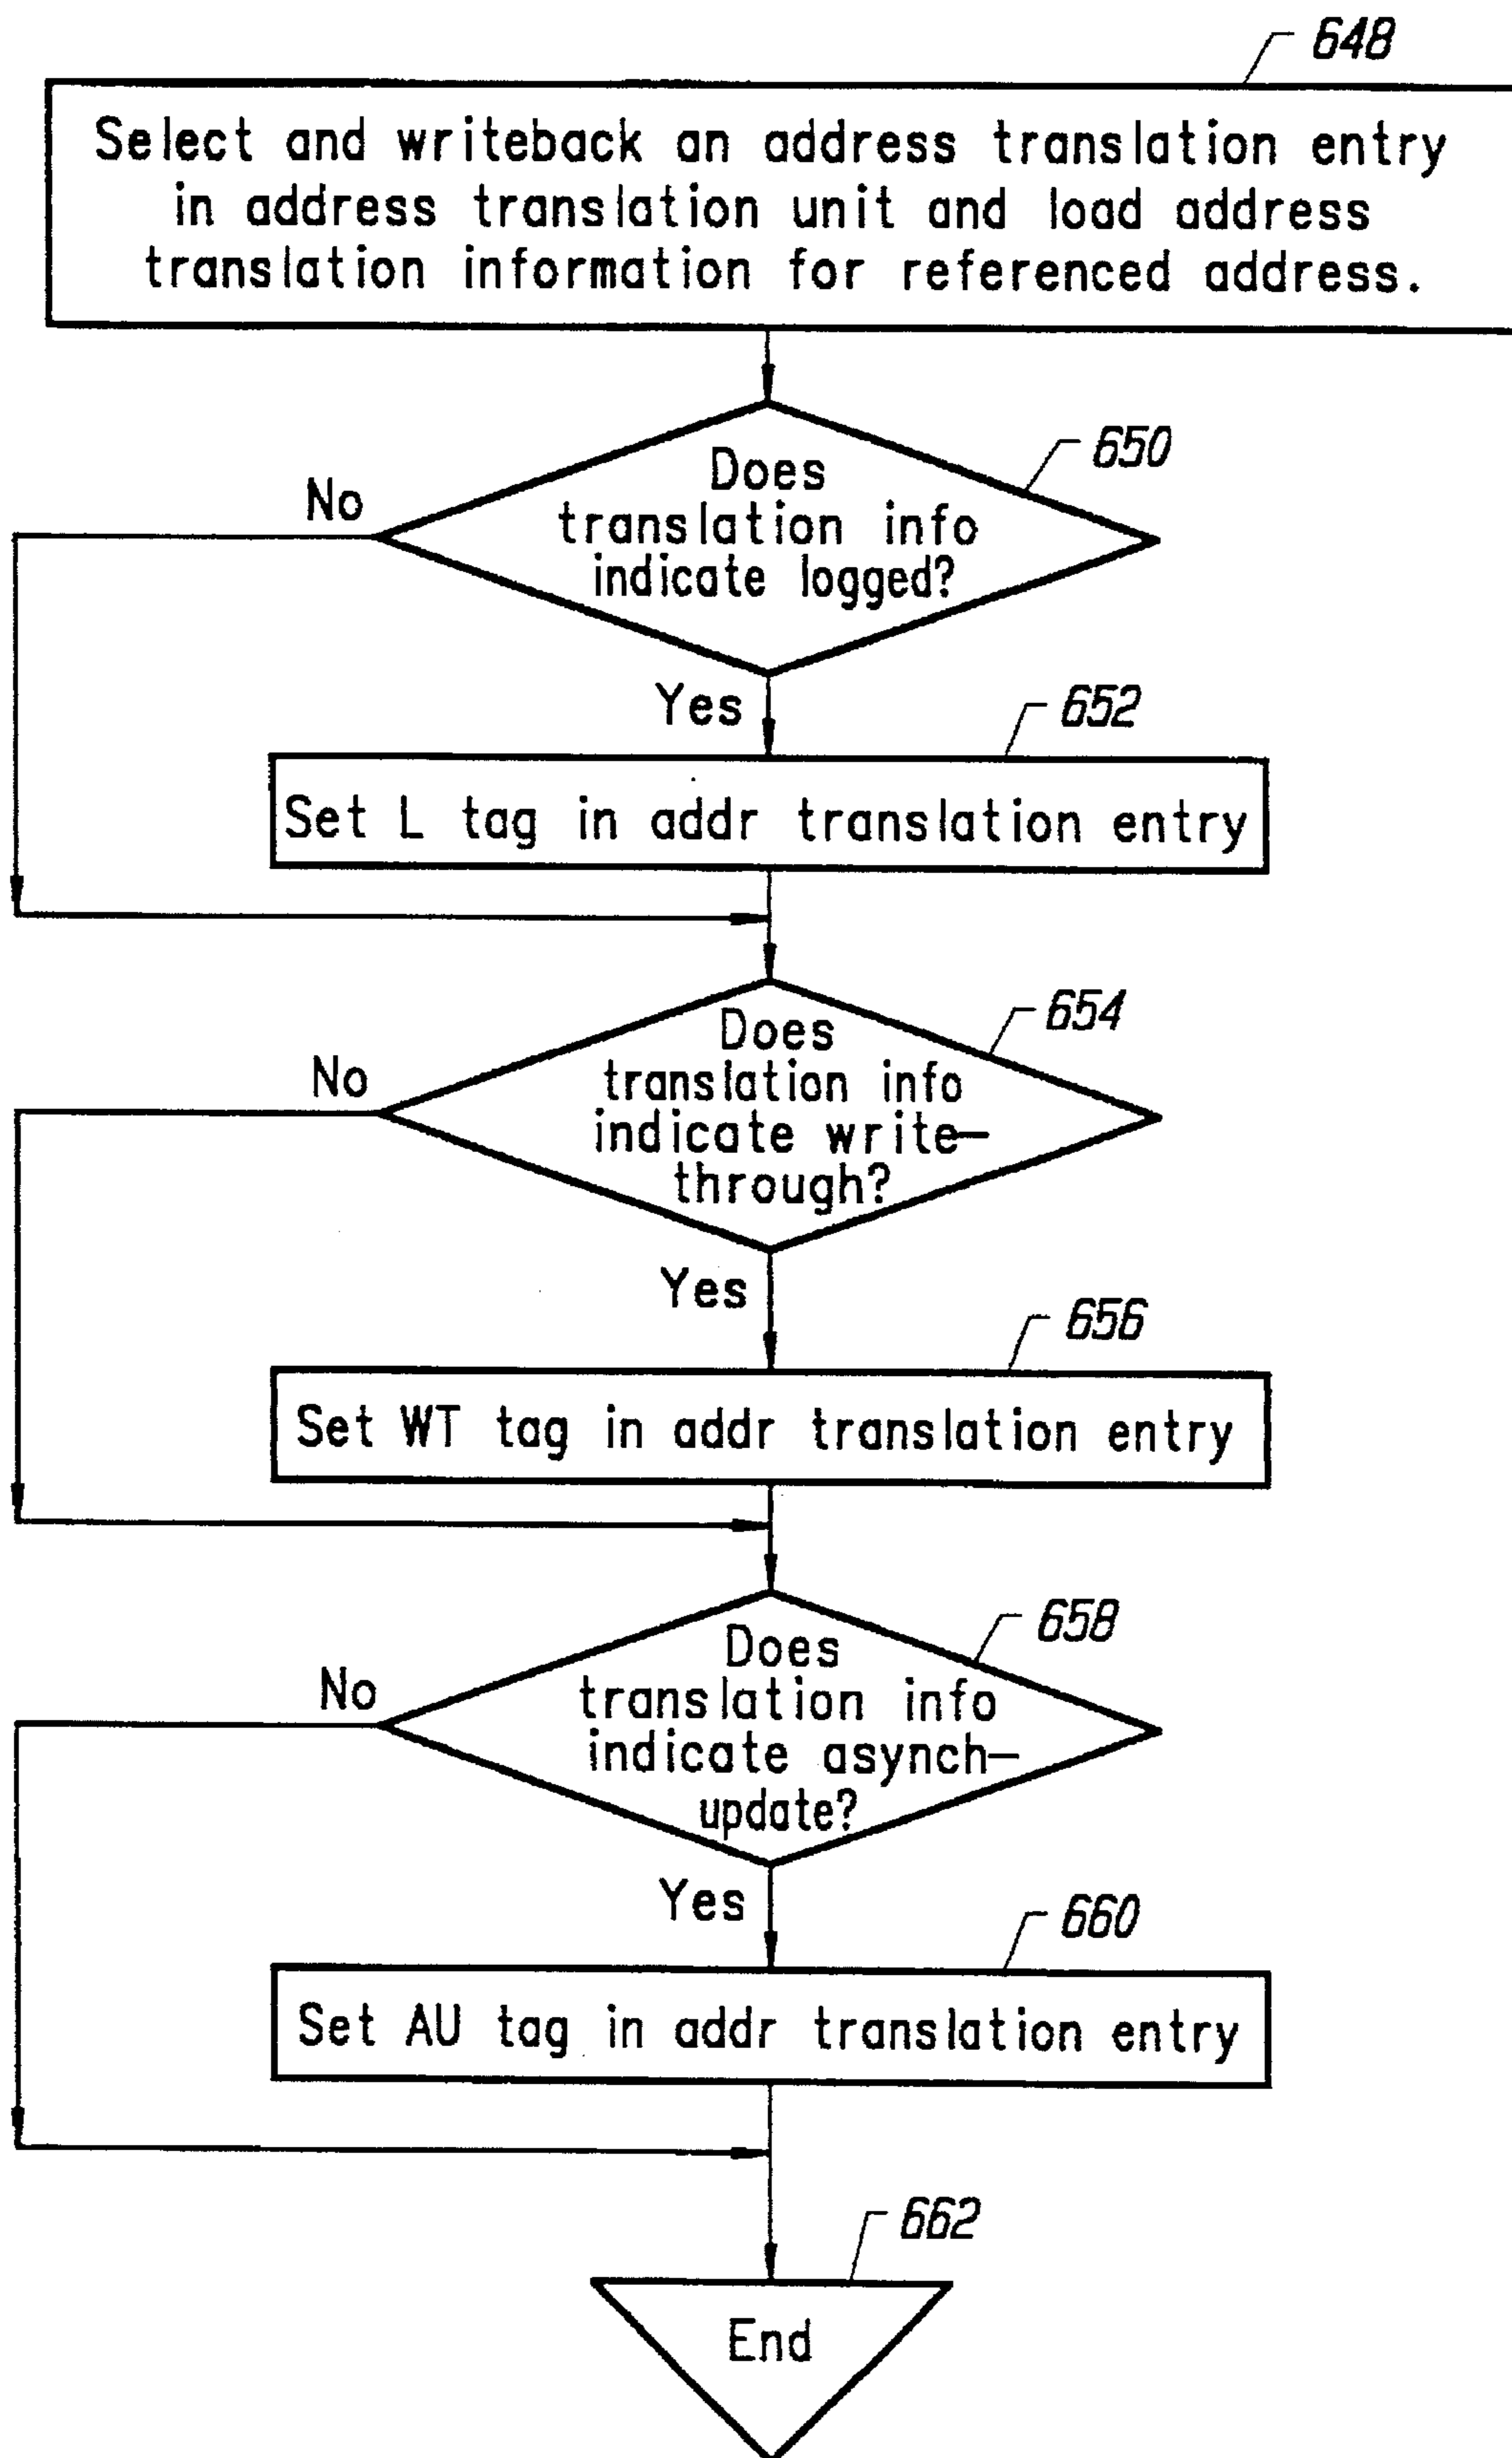 648
Select and writeback an address translation entry
in address translation unit and load address
translation information for referenced address.
650
Does
translation info
indicate logged?
No
Yes
652
Set L tag in addr translation entry
654
Does
translation info
indicate write-
through?
No
Yes
656
Set WT tag in addr translation entry
658
Does
translation info
indicate asynch-
update?
No
Yes
660
Set AU tag in addr translation entry
662
End